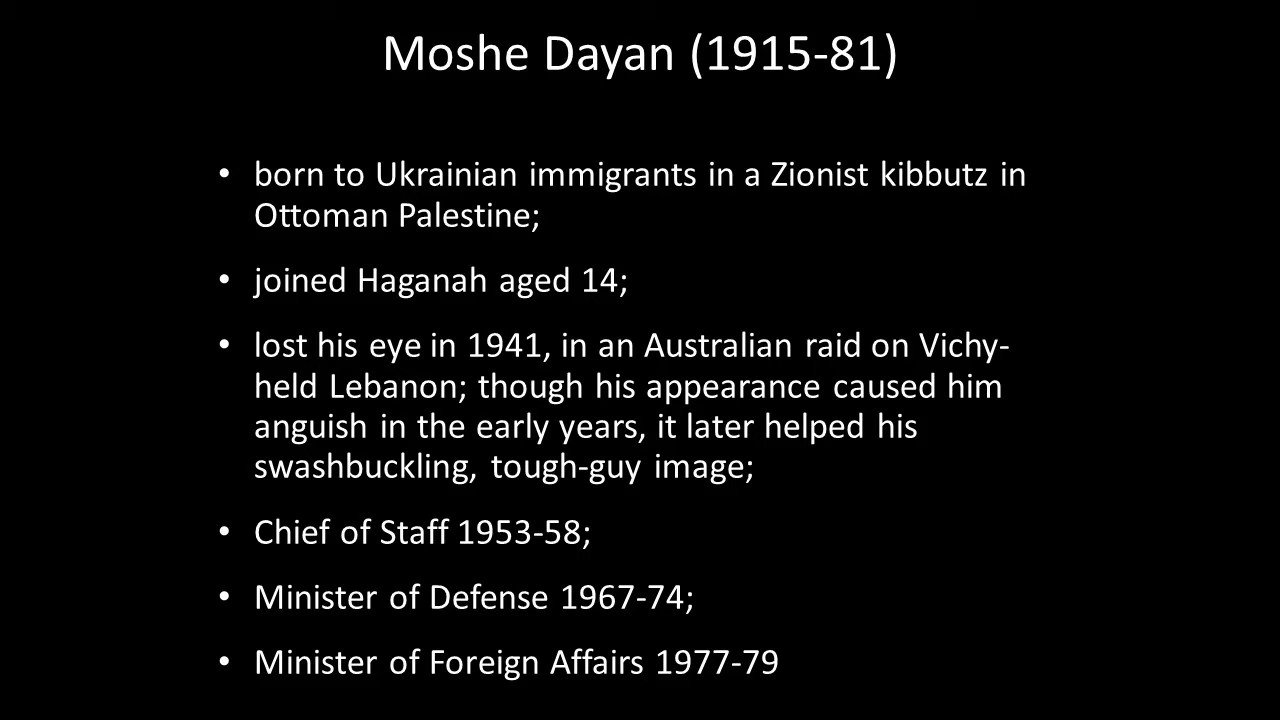 Moshe Dayan (1915-81)
• born to Ukrainian immigrants in a Zionist kibbutz in
Ottoman Palestine;
• joined Haganah aged 14;
• lost his eye in 1941, in an Australian raid on Vichy-
held Lebanon; though his appearance caused him
anguish in the early years, it later helped his
swashbuckling, tough-guy image;
• Chief of Staff 1953-58;
• Minister of Defense 1967-74;
• Minister of Foreign Affairs 1977-79